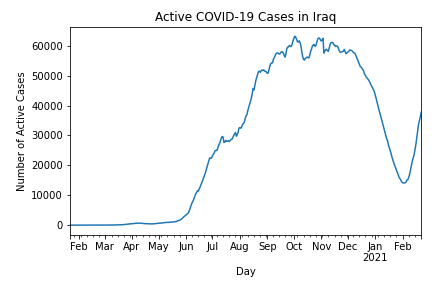 Active COVID-19 Cases in Iraq
Number of Active Cases
60000
50000
40000
30000
20000
10000
0
Feb Mar Apr May Jun Jul Aug Sep Oct Nov Dec Jan Feb
2021
Day